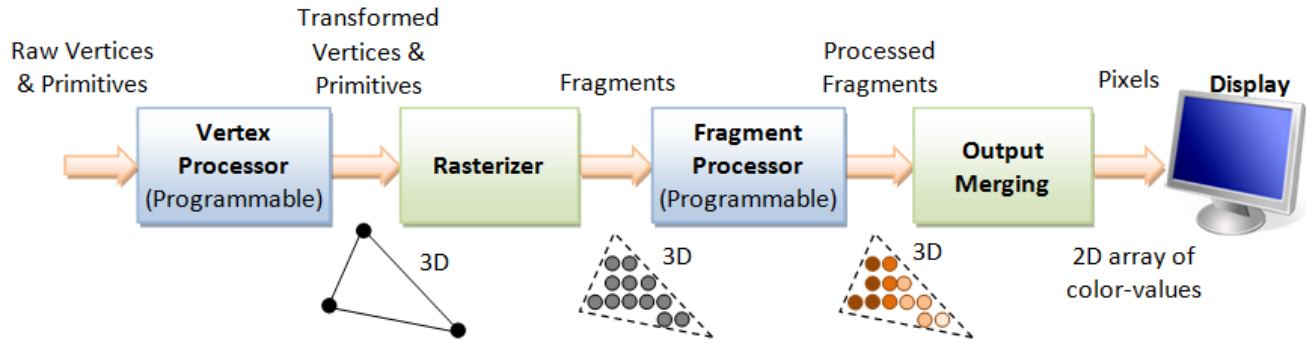 Raw Vertices
& Primitives
Transformed
Vertices &
Primitives
Fragments
Processed
Fragments
Pixels
Display
Vertex
Processor
(Programmable)
Rasterizer
Fragment
Processor
(Programmable)
Output
Merging
3D
3D
3D
2D array of
color-values